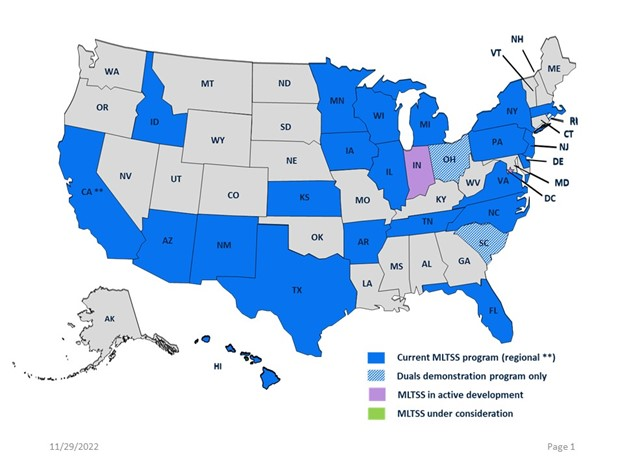 NH
VT
ME
WA
MT
ND
MN
OR
ID
WI
NY
SD
MI
RI
WY
CT
PA
IA
NJ
NE
OH
DE
IN
NV
IL
MD
UT
WV
VA
CA **
CO
DC
KS
MO
KY
NC
TN
AZ
NM
OK
AR
SC
MS
AL
GA
LA
TX
FL
AK
HI
Current MLTSS program (regional **)
Duals demonstration program only
MLTSS in active development
MLTSS under consideration
11/29/2022
Page 1